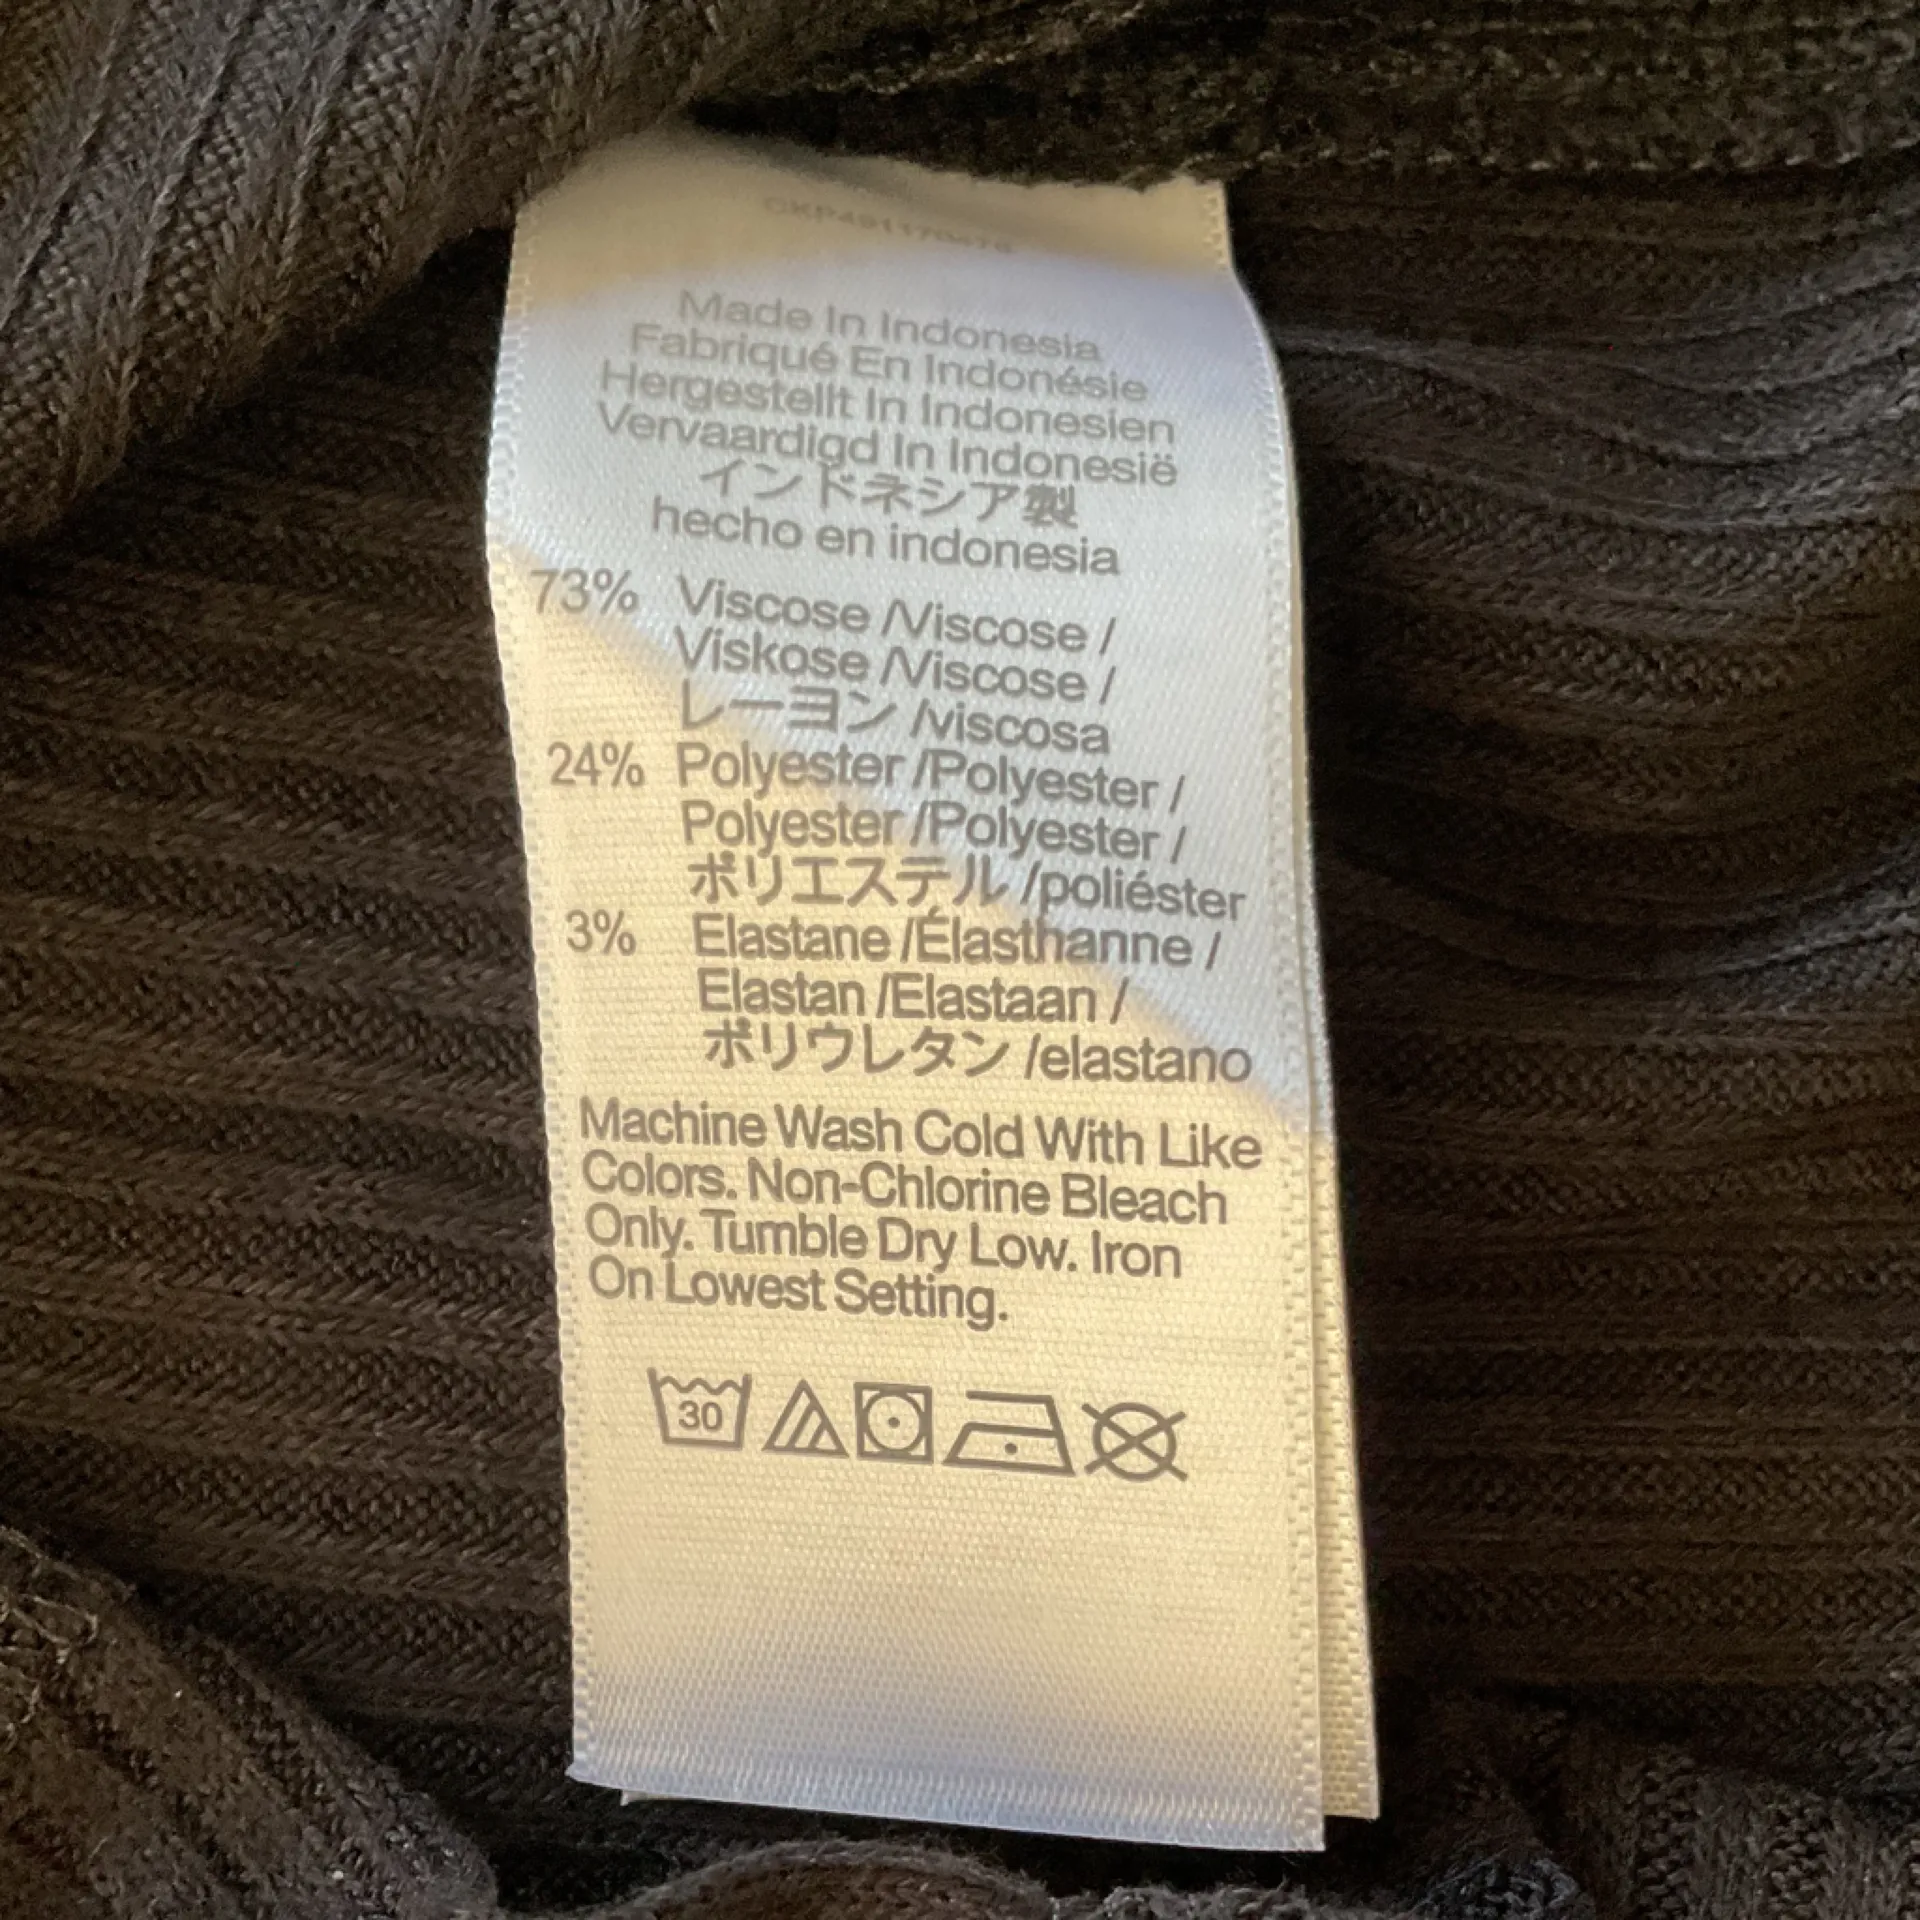 Made In Indonesia
Fabriqué En Indonésie
Hergestellt In Indonesien
Vervaardigd In Indonesië
インドネシア製
hecho en indonesia
73% Viscose /Viscose /
Viskose /Viscose /
レーヨン /viscosa
24% Polyester /Polyester /
Polyester /Polyester /
ポリエステル /poliéster
3% Elastane /Élasthanne /
Elastan /Elastaan /
ポリウレタン /elastano
Machine Wash Cold With Like
Colors. Non-Chlorine Bleach
Only. Tumble Dry Low. Iron
On Lowest Setting.
30